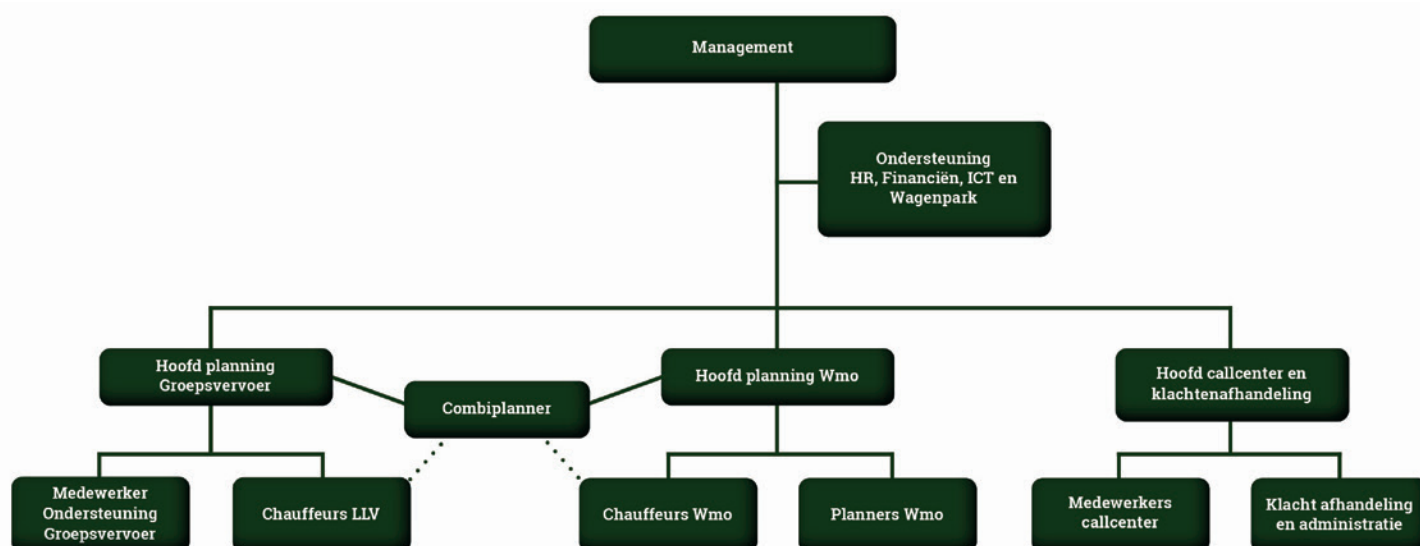 Management
Ondersteuning
HR, Financiën, ICT en
Wagenpark
Hoofd planning
Groepsvervoer
Combiplanner
Hoofd planning Wmo
Hoofd callcenter en
klachtenafhandeling
Medewerker
Ondersteuning
Groepsvervoer
Chauffeurs LLV
Chauffeurs Wmo
Planners Wmo
Medewerkers
callcenter
Klacht afhandeling
en administratie